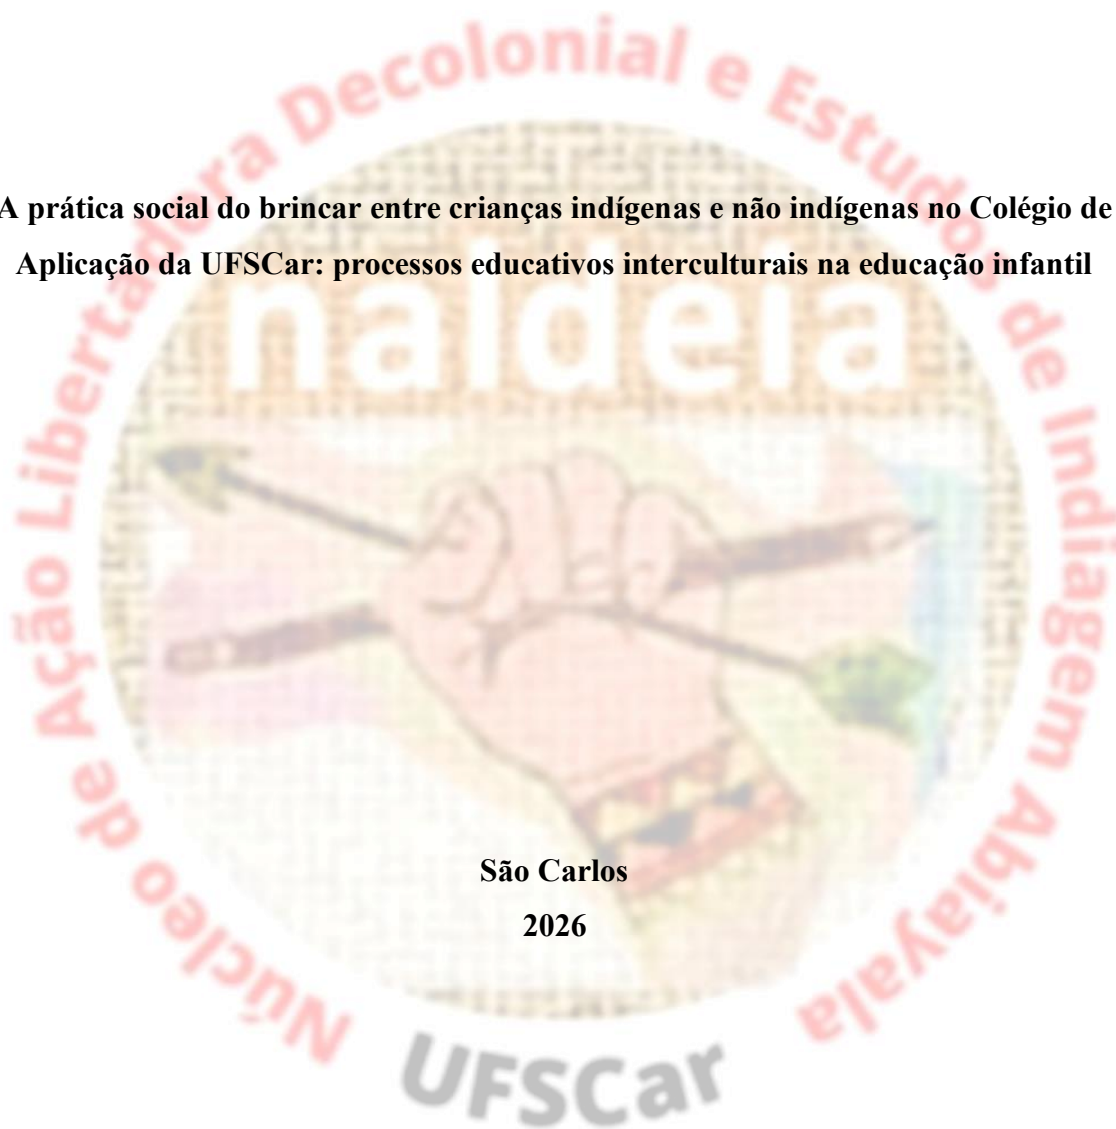 A prática social do brincar entre crianças indígenas e não indígenas no Colégio de
Aplicação da UFSCar: processos educativos interculturais na educação infantil
São Carlos
2026
Núcleo de Ação Libertadora Decolonial e Estudos de Indiagem Abiayala
naldeia
UFSCar